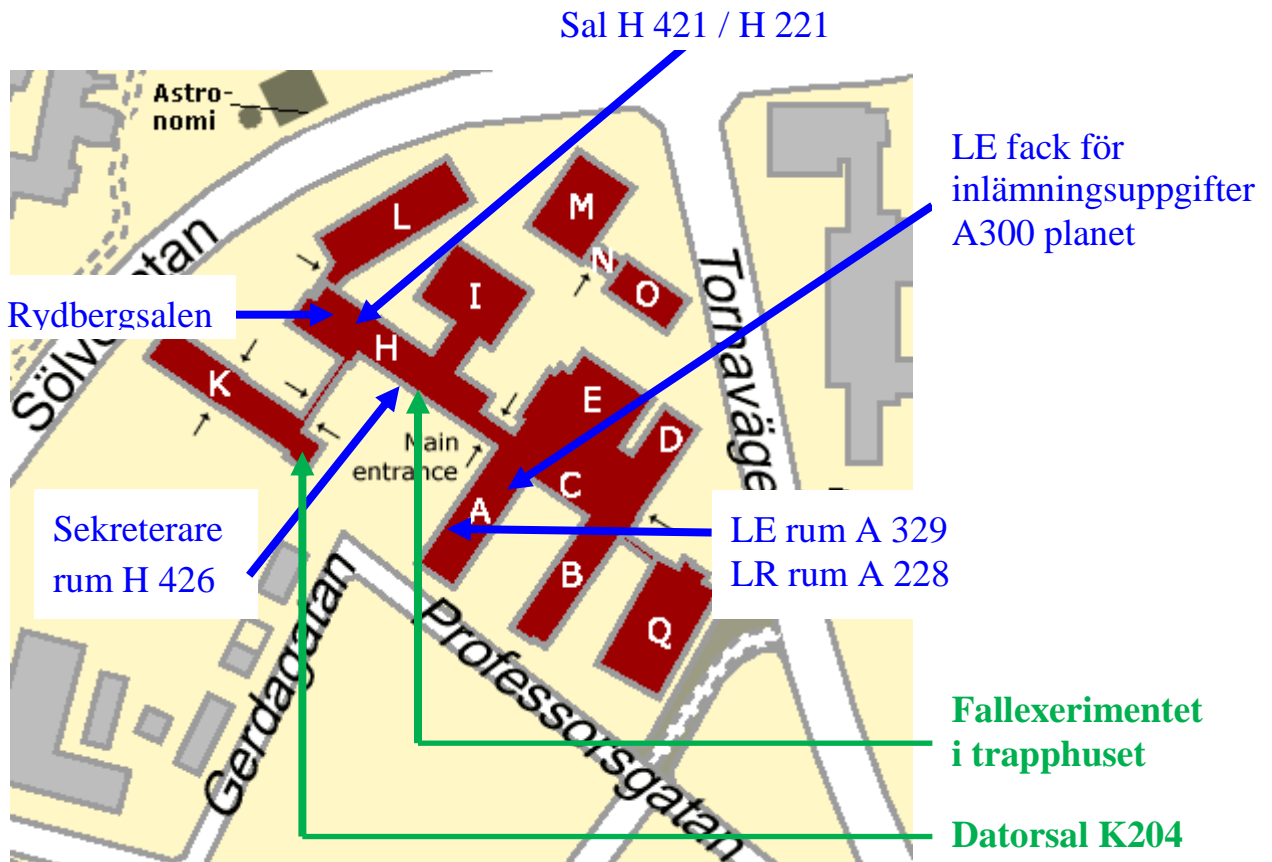 Sal H 421 / H 221
Astro-
nomi
LE fack för
inlämningsuppgifter
A300 planet
L
M
N
O
I
Rydbergsalen
H
K
E
D
Main
entrance
C
A
Sekreterare
rum H 426
LE rum A 329
LR rum A 228
B
Q
Gerdagatan
Professorsgatan
Fallexerimentet
i trapphuset
Datorsal K204